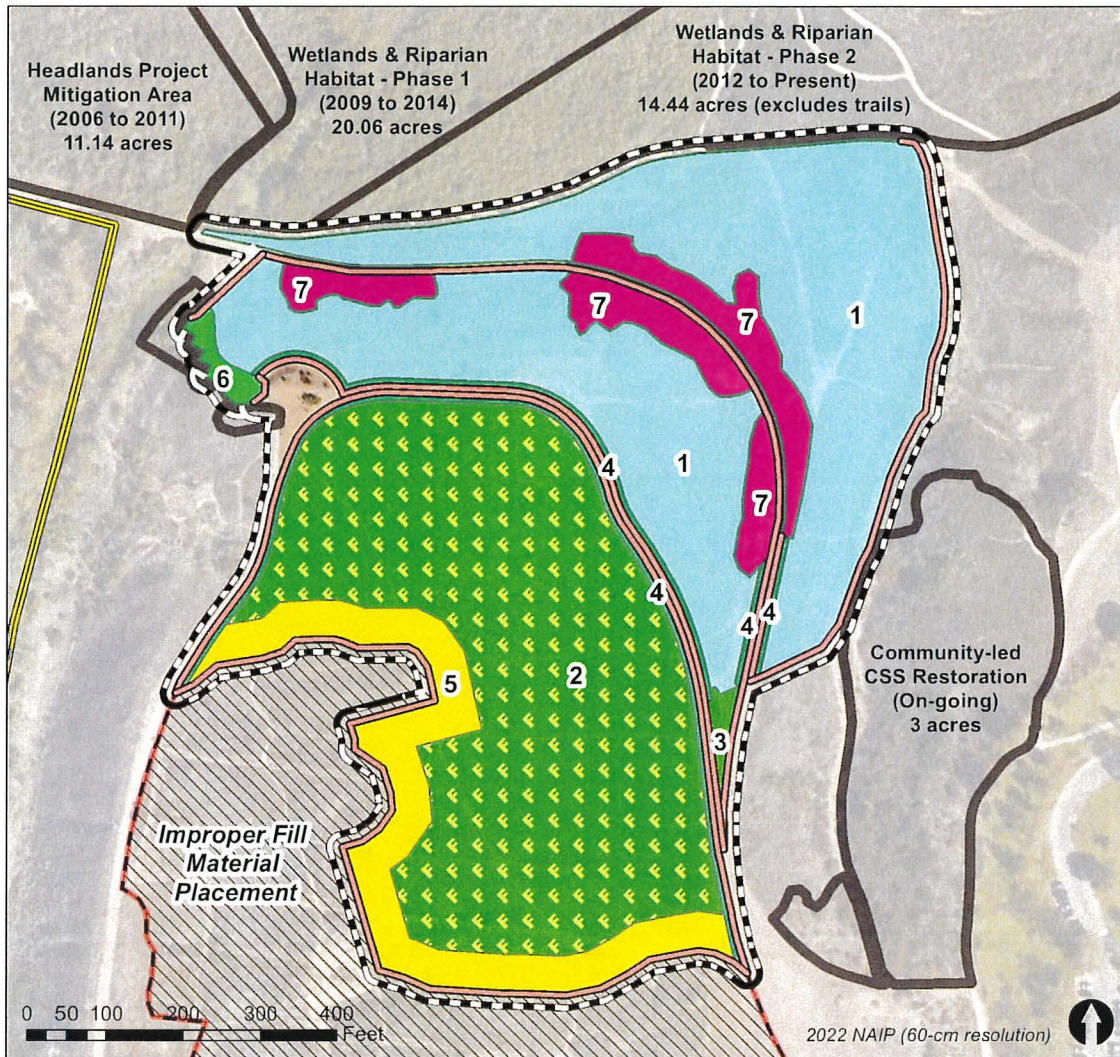 Headlands Project
Mitigation Area
(2006 to 2011)
11.14 acres
Wetlands & Riparian
Habitat - Phase 1
(2009 to 2014)
20.06 acres
Wetlands & Riparian
Habitat - Phase 2
(2012 to Present)
14.44 acres (excludes trails)
7
7
7
1
6
4
1
7
4
4
4
2
5
3
Community-led
CSS Restoration
(On-going)
3 acres
Improper Fill
Material
Placement
0 50 100 200 300 400
Feet
2022 NAIP (60-cm resolution)